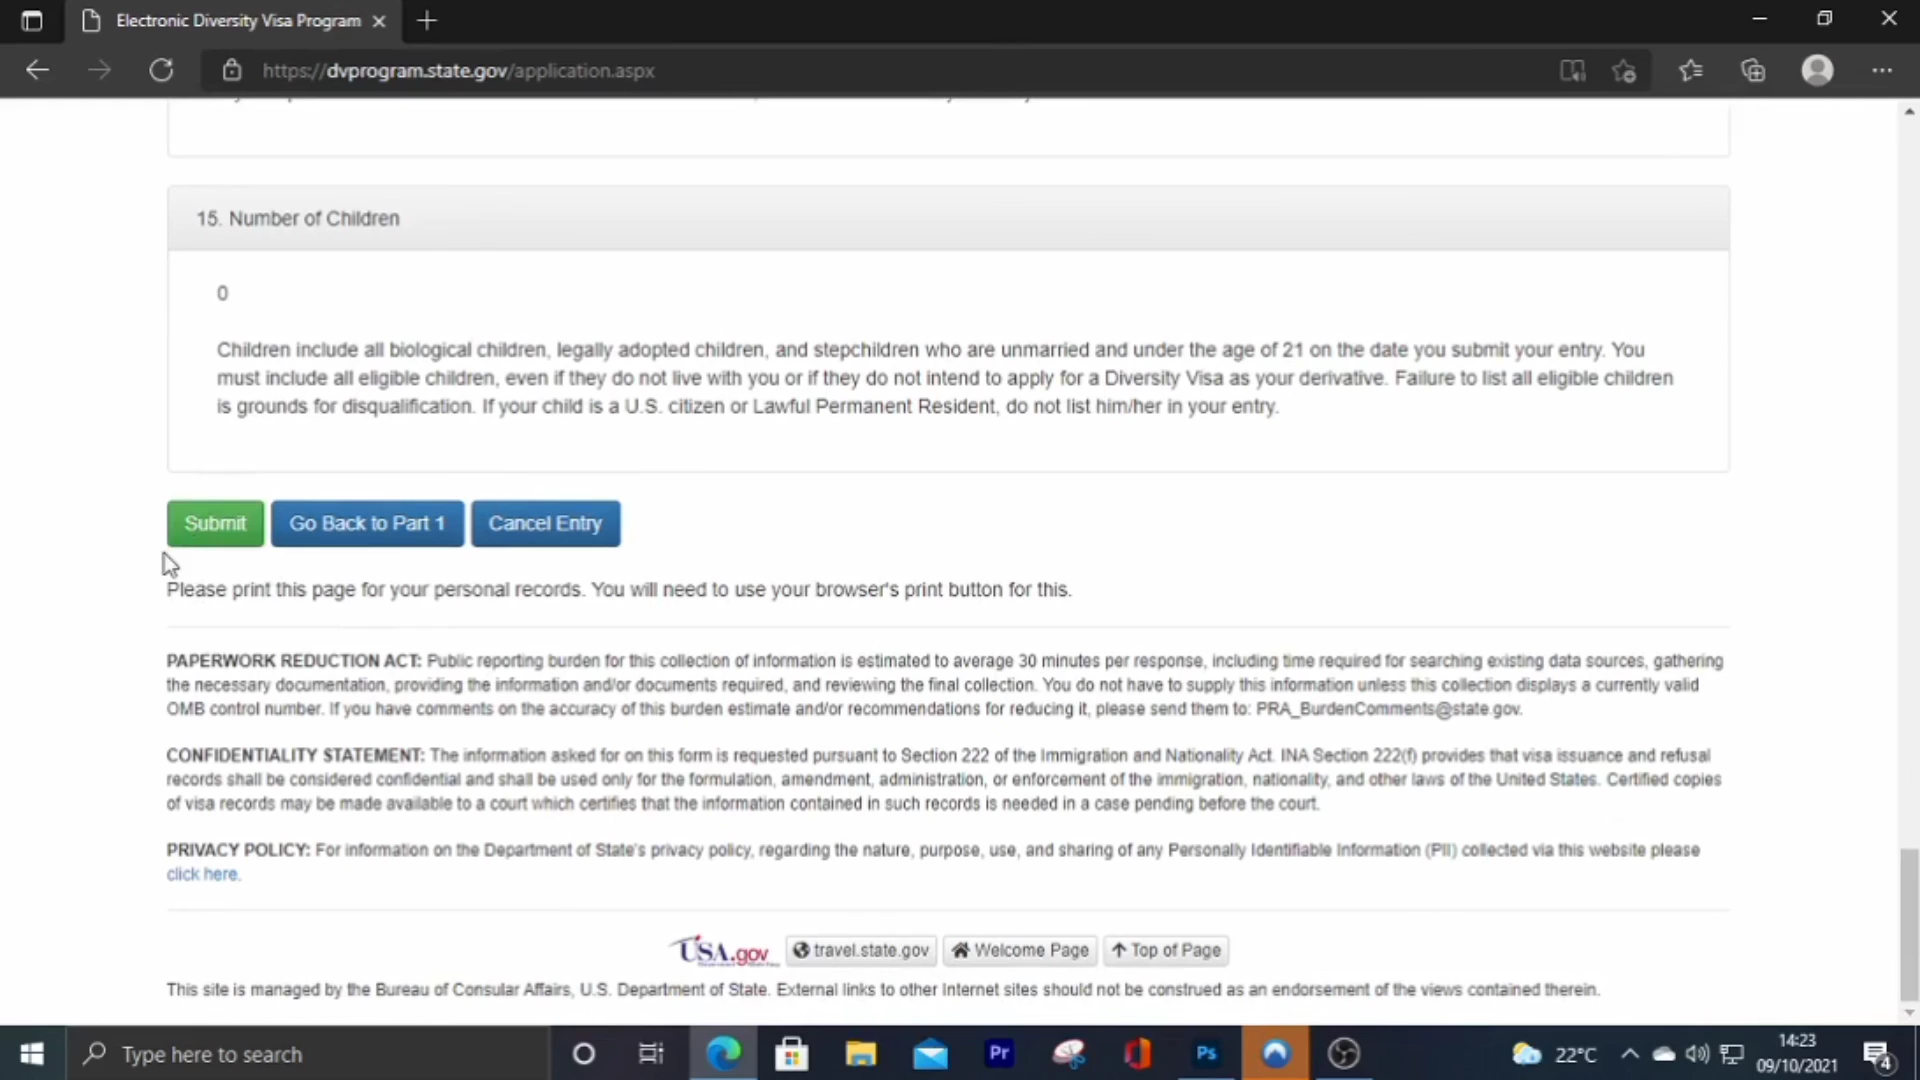 Electronic Diversity Visa Program
https://dvprogram.state.gov/application.aspx
15. Number of Children
0
Children include all biological children, legally adopted children, and stepchildren who are unmarried and under the age of 21 on the date you submit your entry. You
must include all eligible children, even if they do not live with you or if they do not intend to apply for a Diversity Visa as your derivative. Failure to list all eligible children
is grounds for disqualification. If your child is a U.S. citizen or Lawful Permanent Resident, do not list him/her in your entry.
Submit Go Back to Part 1 Cancel Entry
Please print this page for your personal records. You will need to use your browser's print button for this.
PAPERWORK REDUCTION ACT: Public reporting burden for this collection of information is estimated to average 30 minutes per response, including time required for searching existing data sources, gathering
the necessary documentation, providing the information and/or documents required, and reviewing the final collection. You do not have to supply this information unless this collection displays a currently valid
OMB control number. If you have comments on the accuracy of this burden estimate and/or recommendations for reducing it, please send them to: PRA_BurdenComments@state.gov.
CONFIDENTIALITY STATEMENT: The information asked for on this form is requested pursuant to Section 222 of the Immigration and Nationality Act. INA Section 222(f) provides that visa issuance and refusal
records shall be considered confidential and shall be used only for the formulation, amendment, administration, or enforcement of the immigration, nationality, and other laws of the United States. Certified copies
of visa records may be made available to a court which certifies that the information contained in such records is needed in a case pending before the court.
PRIVACY POLICY: For information on the Department of State's privacy policy, regarding the nature, purpose, use, and sharing of any Personally Identifiable Information (PII) collected via this website please
click here.
USA.gov travel.state.gov Welcome Page Top of Page
This site is managed by the Bureau of Consular Affairs, U.S. Department of State. External links to other Internet sites should not be construed as an endorsement of the views contained therein.
Type here to search
Pr
Ps
22°C
14:23
09/10/2021
4